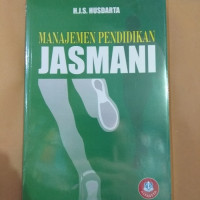 H.J.S. HUSDARTA
MANAJEMEN PENDIDIKAN
JASMANI